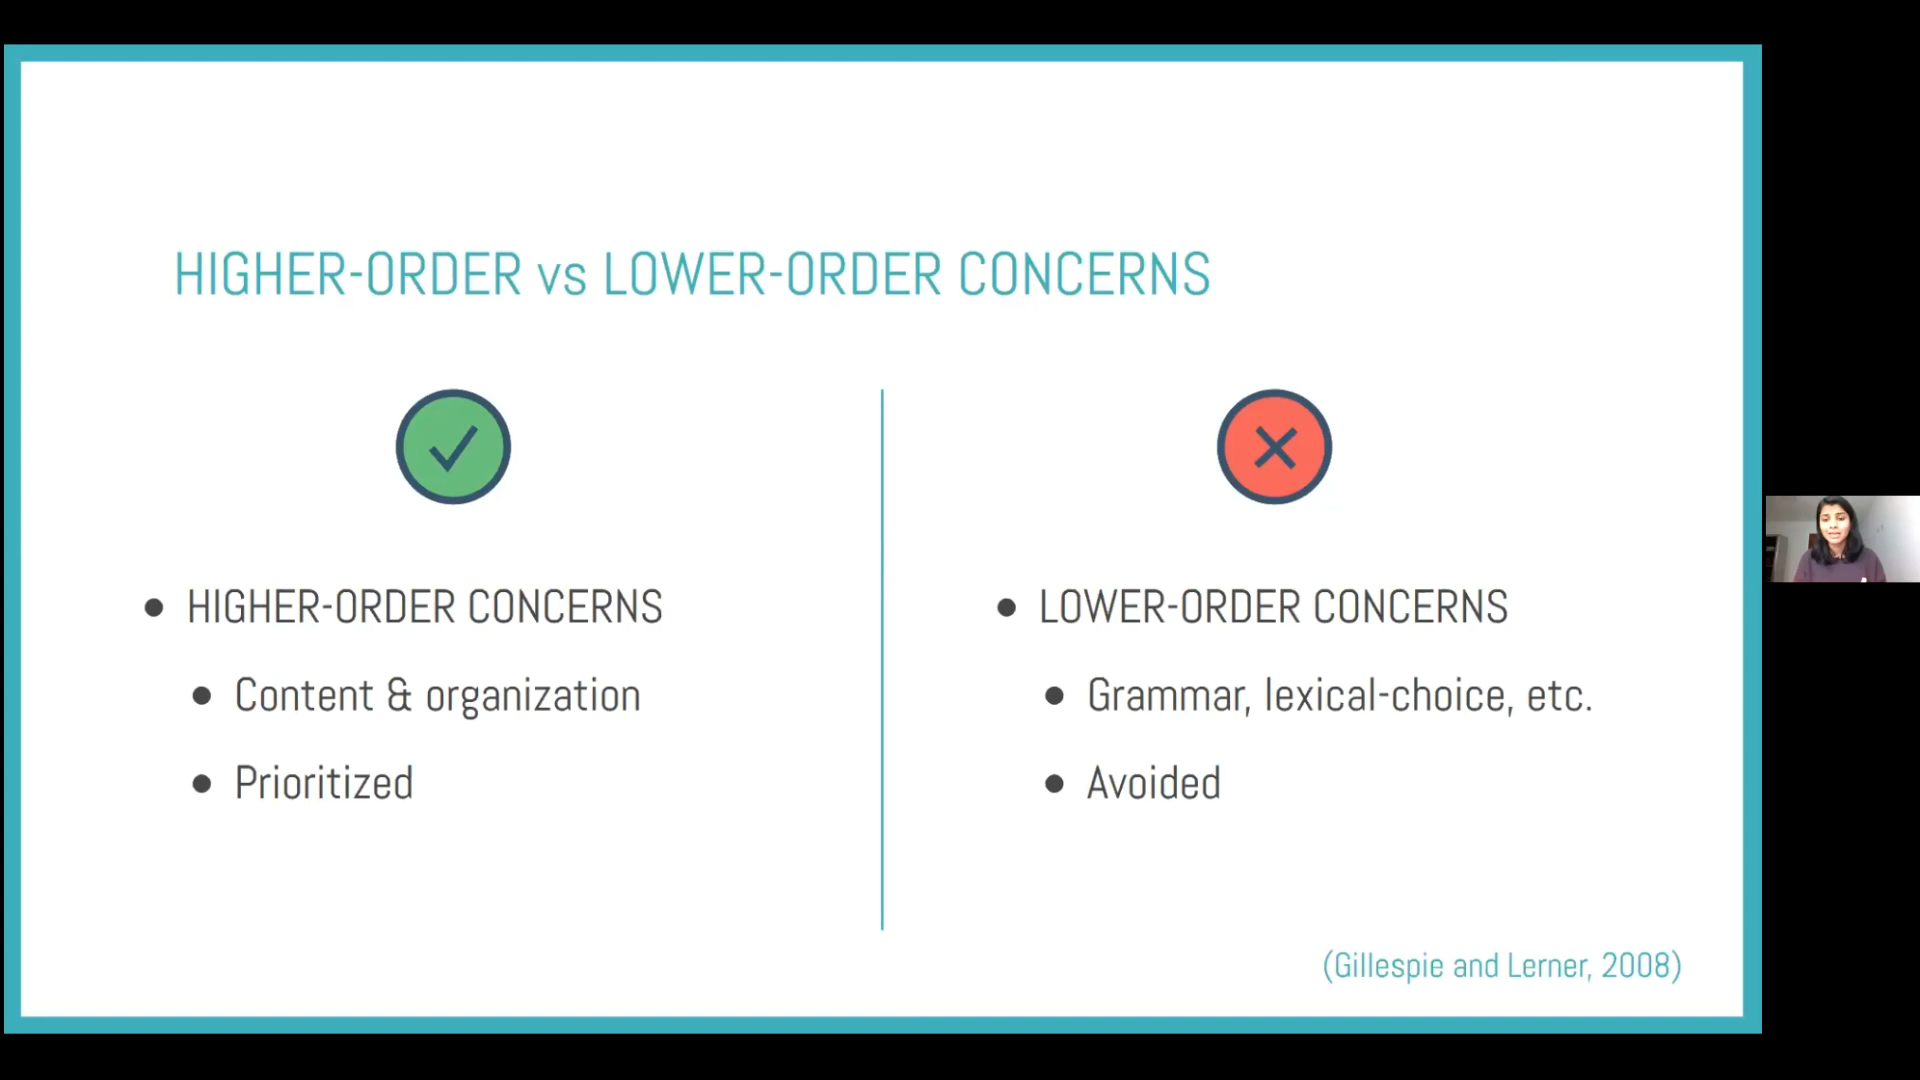 HIGHER-ORDER vs LOWER-ORDER CONCERNS
• HIGHER-ORDER CONCERNS
• Content & organization
• Prioritized
• LOWER-ORDER CONCERNS
• Grammar, lexical-choice, etc.
• Avoided
(Gillespie and Lerner, 2008)